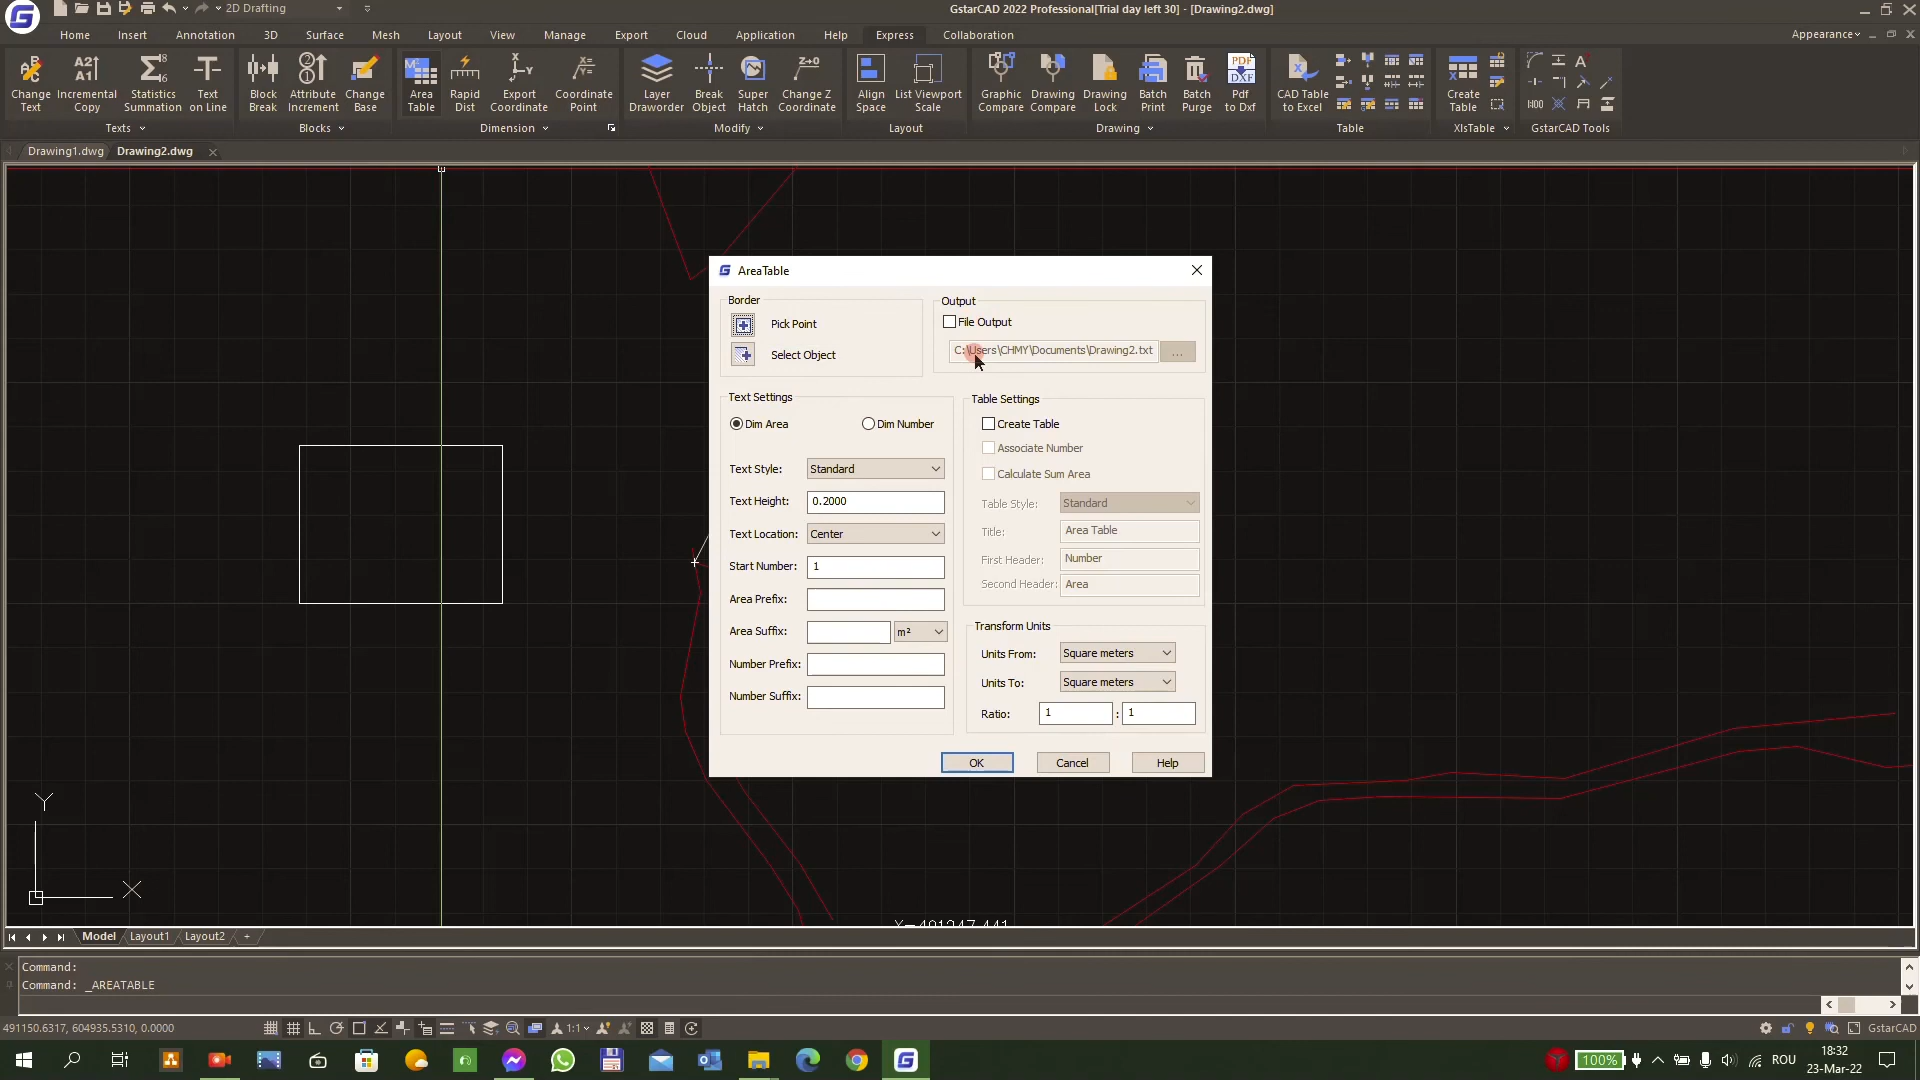 2D Drafting
GstarCAD 2022 Professional[Trial day left 30] - [Drawing2.dwg]
Home Insert Annotation 3D Surface Mesh Layout View Manage Export Cloud Application Help Express Collaboration
Appearance
Change Text
Incremental Copy
Statistics Summation
Text on Line
Block Break
Attribute Increment
Change Base
Area Table
Rapid Dist
Export Coordinate
Coordinate Point
Layer Draworder
Break Object
Super Hatch
Change Z Coordinate
Align Space
List Viewport Scale
Graphic Compare
Drawing Compare
Drawing Lock
Batch Print
Batch Purge
Pdf to Dxf
CAD Table to Excel
Create Table
Texts Blocks Dimension Modify Layout Drawing Table XlsTable GstarCAD Tools
Drawing1.dwg Drawing2.dwg
AreaTable
Border
Pick Point
Select Object
Output
File Output
C:\Users\CHMY\Documents\Drawing2.txt
...
Text Settings
Dim Area Dim Number
Text Style: Standard
Text Height: 0.2000
Text Location: Center
Start Number: 1
Area Prefix:
Area Suffix: m²
Number Prefix:
Number Suffix:
Table Settings
Create Table
Associate Number
Calculate Sum Area
Table Style: Standard
Title: Area Table
First Header: Number
Second Header: Area
Transform Units
Units From: Square meters
Units To: Square meters
Ratio: 1 : 1
OK Cancel Help
Y
X
Model Layout1 Layout2 +
Command:
Command: _AREATABLE
491150.6317, 604935.5310, 0.0000
1:1
GstarCAD
100%
ROU
18:32
23-Mar-22